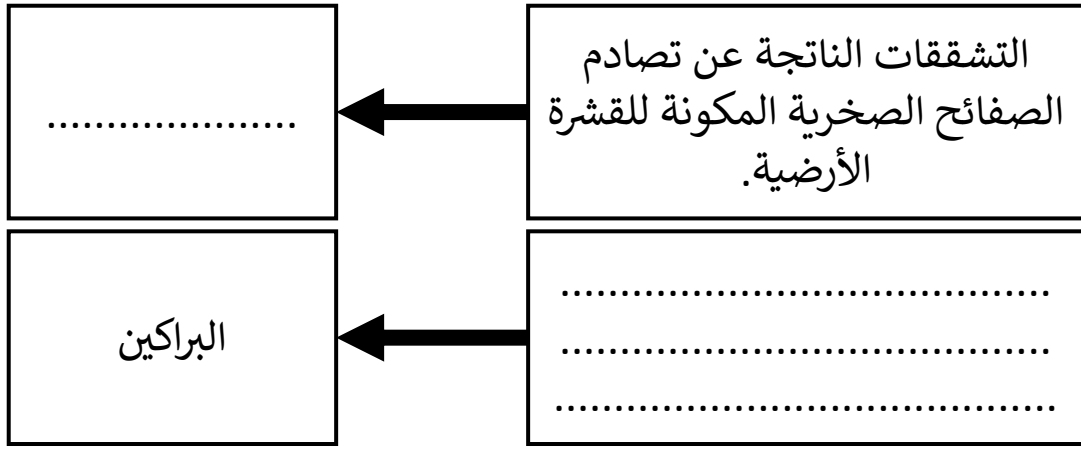 التشققات الناتجة عن تصادم
الصفائح الصخرية المكونة للقشرة
الأرضية.
.....................
.........................................
.........................................
..........................................
البراكين